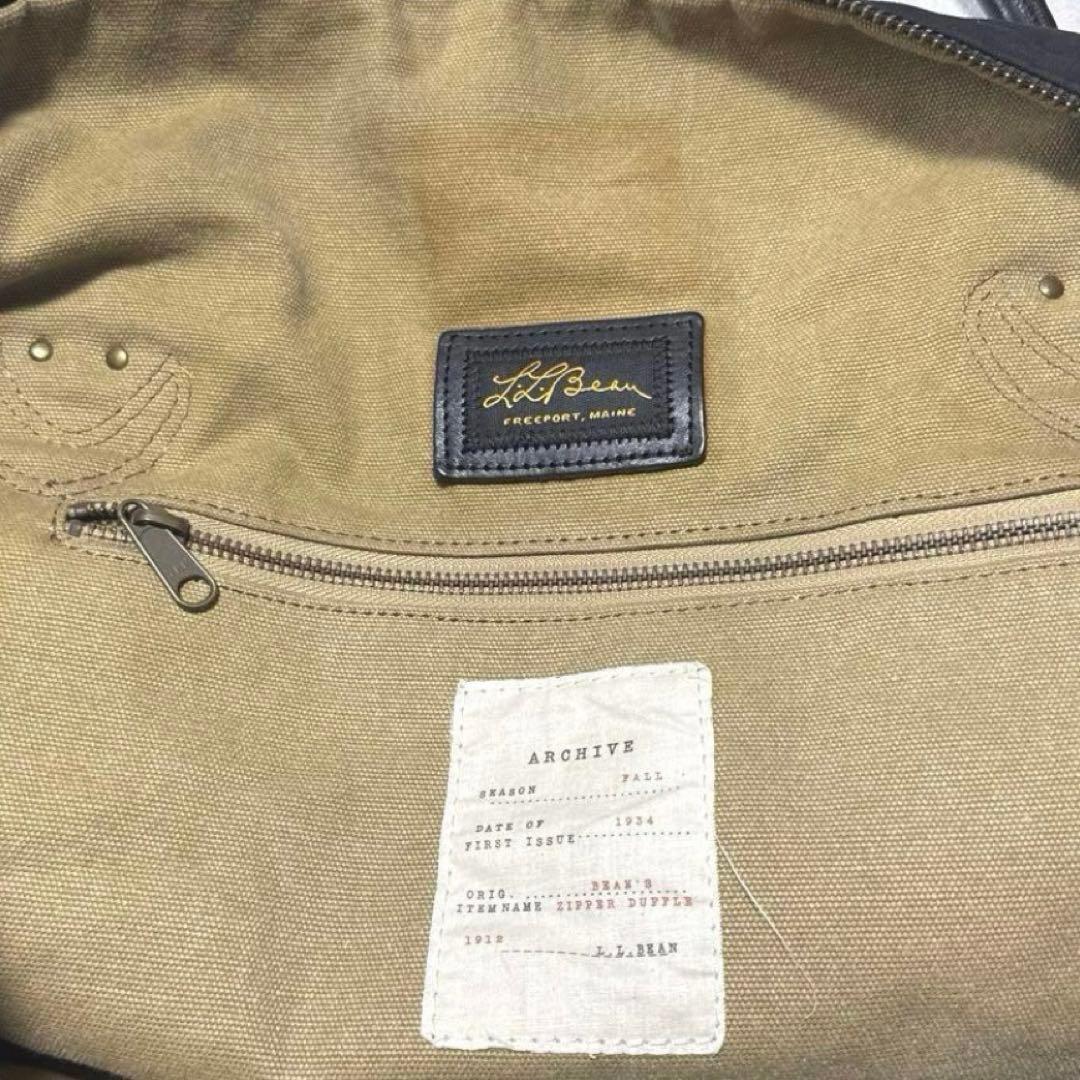 L.L.Bean
FREEPORT, MAINE
ARCHIVE
SEASON FALL
DATE OF
FIRST ISSUE 1934
ORIG. BEAN'S
ITEM NAME ZIPPER DUFFLE
1912 L.L.BEAN